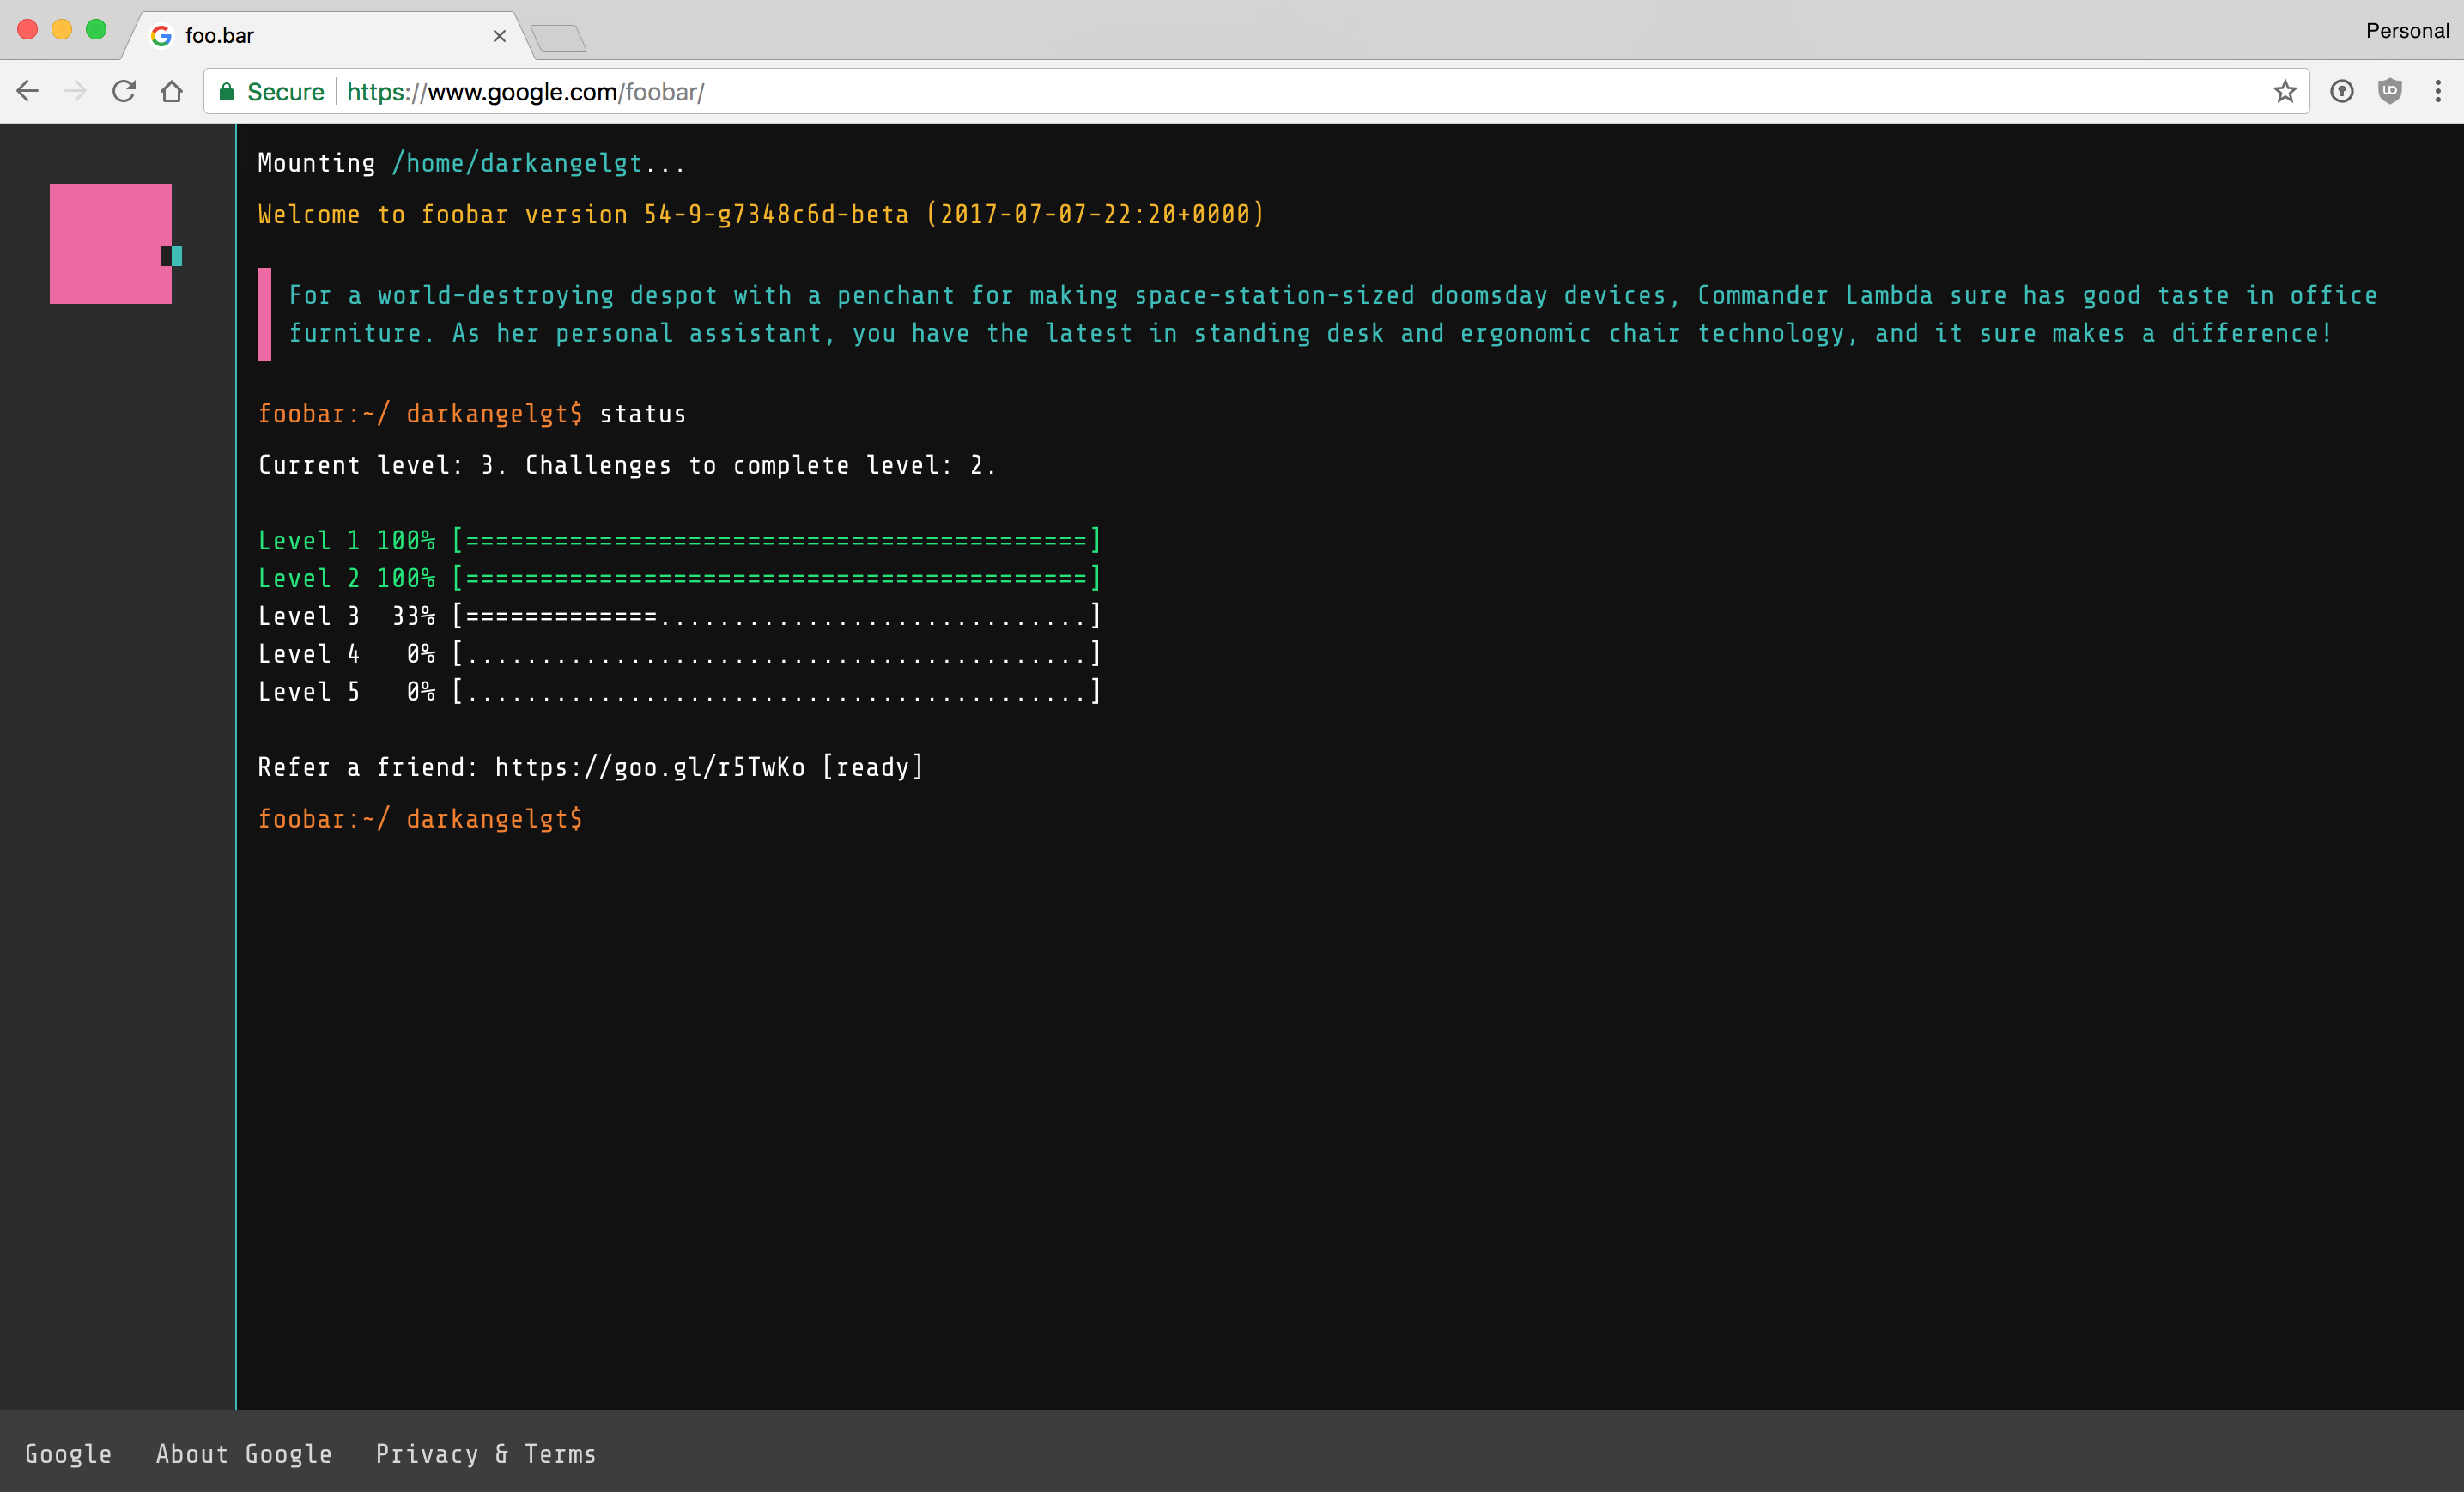 foo.bar
Personal
Secure https://www.google.com/foobar/
Mounting /home/darkangelgt...
Welcome to foobar version 54-9-g7348c6d-beta (2017-07-07-22:20+0000)
For a world-destroying despot with a penchant for making space-station-sized doomsday devices, Commander Lambda sure has good taste in office
furniture. As her personal assistant, you have the latest in standing desk and ergonomic chair technology, and it sure makes a difference!
foobar:~/ darkangelgt$ status
Current level: 3. Challenges to complete level: 2.
Level 1 100% [==========================================]
Level 2 100% [==========================================]
Level 3  33% [=============.............................]
Level 4   0% [..........................................]
Level 5   0% [..........................................]
Refer a friend: https://goo.gl/r5TwKo [ready]
foobar:~/ darkangelgt$
Google About Google Privacy & Terms